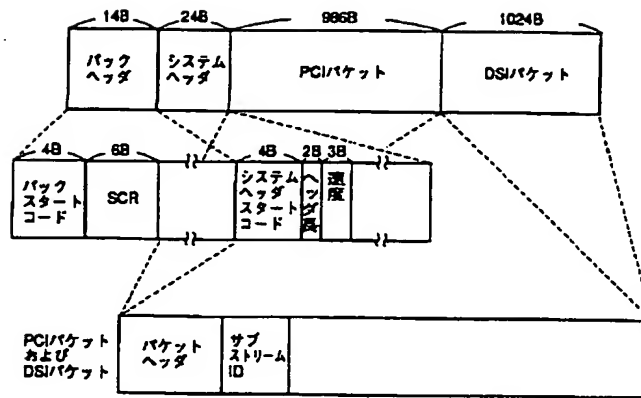 14B 24B 986B 1024B
パック
ヘッダ
システム
ヘッダ
PCIパケット
DSIパケット
4B 6B 4B 2B 3B
パック
スタート
コード
SCR
システム
ヘッダ
スタート
コード
ヘッダ長
速度
PCIパケット
および
DSIパケット
パケット
ヘッダ
サブ
ストリーム
ID